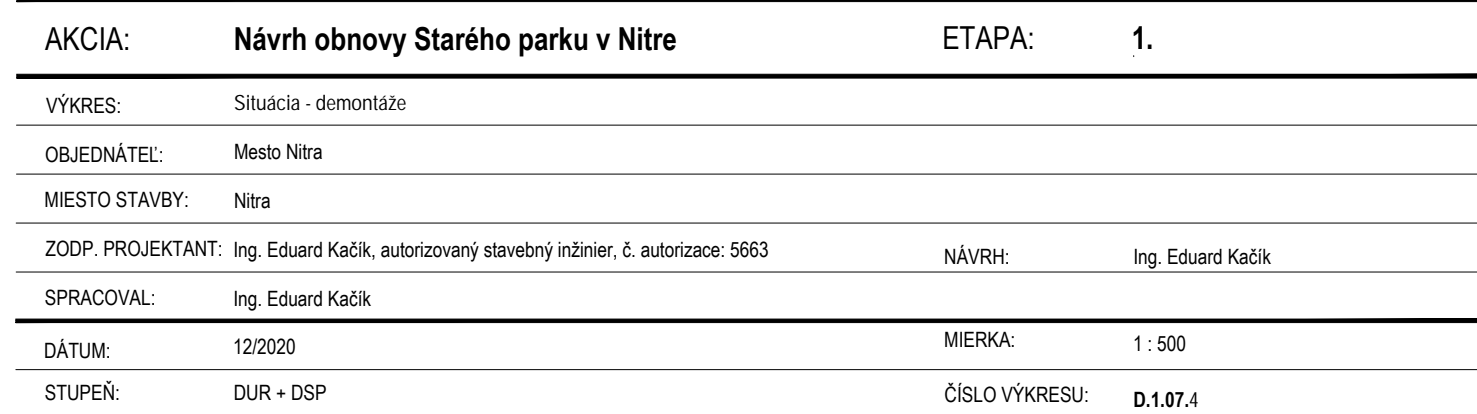 AKCIA: Návrh obnovy Starého parku v Nitre ETAPA: 1.
VÝKRES: Situácia - demontáže
OBJEDNÁTEĽ: Mesto Nitra
MIESTO STAVBY: Nitra
ZODP. PROJEKTANT: Ing. Eduard Kačík, autorizovaný stavebný inžinier, č. autorizace: 5663 NÁVRH: Ing. Eduard Kačík
SPRACOVAL: Ing. Eduard Kačík
DÁTUM: 12/2020 MIERKA: 1 : 500
STUPEŇ: DUR + DSP ČÍSLO VÝKRESU: D.1.07.4